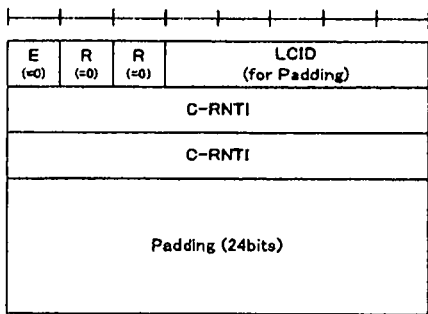 E R R LCID
(=0) (=0) (=0) (for Padding)
C-RNTI
C-RNTI
Padding (24bits)